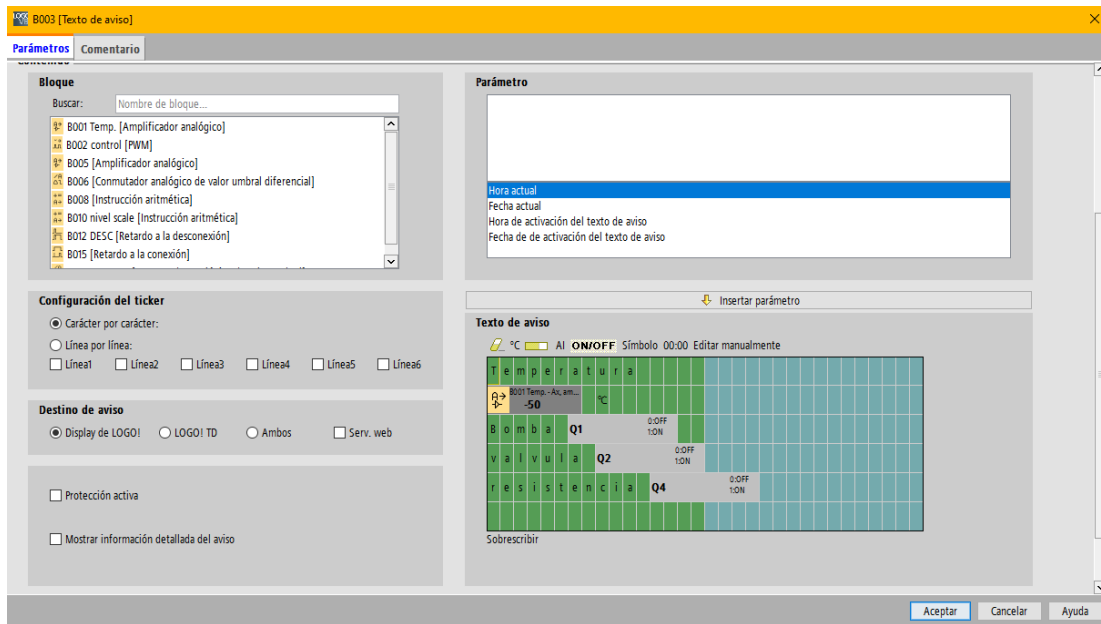 B003 [Texto de aviso]
Parámetros Comentario
Bloque
Buscar: Nombre de bloque...
B001 Temp. [Amplificador analógico]
B002 control [PWM]
B005 [Amplificador analógico]
B006 [Conmutador analógico de valor umbral diferencial]
B008 [Instrucción aritmética]
B010 nivel scale [Instrucción aritmética]
B012 DESC [Retardo a la desconexión]
B015 [Retardo a la conexión]
Parámetro
Hora actual
Fecha actual
Hora de activación del texto de aviso
Fecha de de activación del texto de aviso
Configuración del ticker
Carácter por carácter:
Línea por línea:
Línea1 Línea2 Línea3 Línea4 Línea5 Línea6
Destino de aviso
Display de LOGO! LOGO! TD Ambos Serv. web
Protección activa
Mostrar información detallada del aviso
Insertar parámetro
Texto de aviso
°C AI ON/OFF Símbolo 00:00 Editar manualmente
Temperatura
B001 Temp. - Ax, am...
-50 °C
Bomba Q1 0:OFF
1:ON
valvula Q2 0:OFF
1:ON
resistencia Q4 0:OFF
1:ON
Sobrescribir
Aceptar Cancelar Ayuda